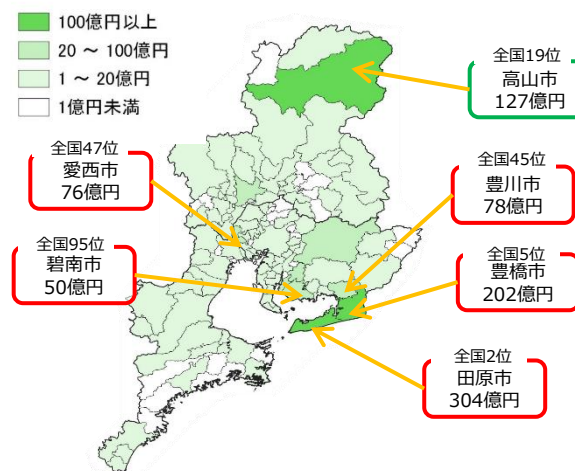 100億円以上
20 ～ 100億円
1 ～ 20億円
1億円未満
全国19位
高山市
127億円
全国47位
愛西市
76億円
全国45位
豊川市
78億円
全国95位
碧南市
50億円
全国5位
豊橋市
202億円
全国2位
田原市
304億円